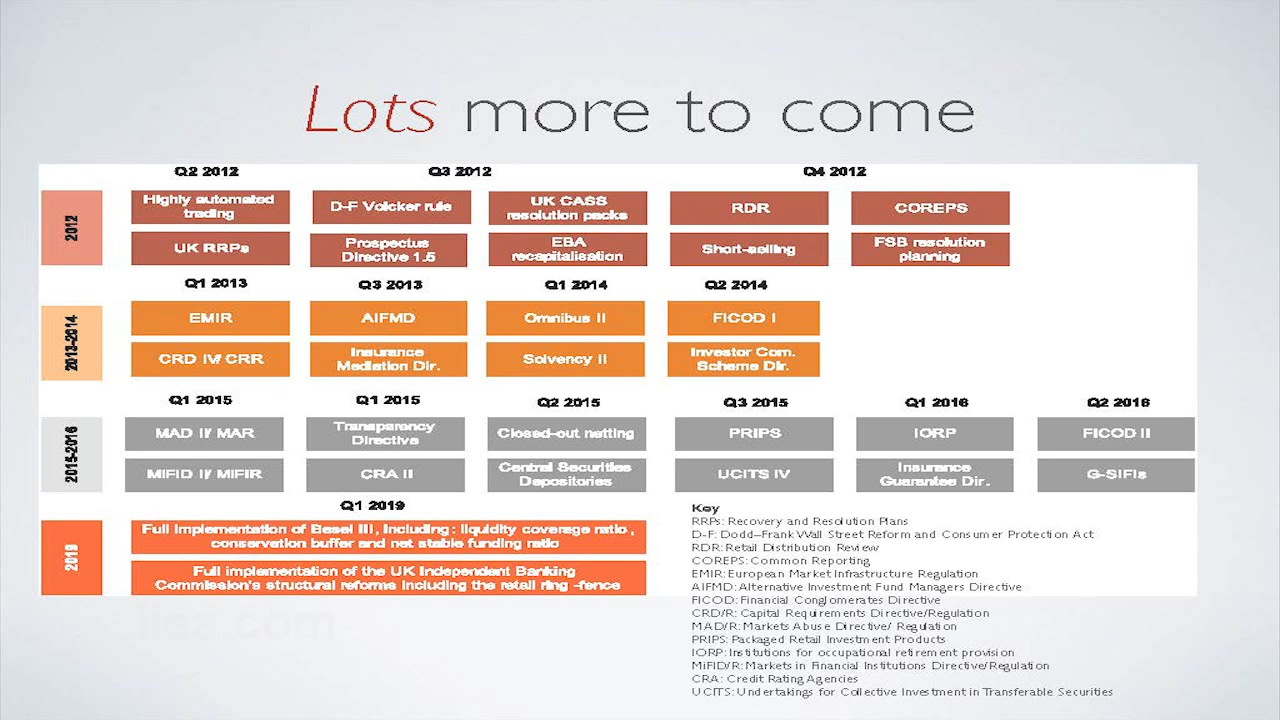 Lots more to come
Q2 2012 Q3 2012 Q4 2012
2012
Highly automated
trading
D-F Volcker rule
UK CASS
resolution packs
RDR
COREPS
UK RRPs
Prospectus
Directive 1.5
EBA
recapitalisation
Short-selling
FSB resolution
planning
Q1 2013 Q3 2013 Q1 2014 Q2 2014
2013-2014
EMIR
AIFMD
Omnibus II
FICOD I
CRD IV/ CRR
Insurance
Mediation Dir.
Solvency II
Investor Com.
Scheme Dir.
Q1 2015 Q1 2015 Q2 2015 Q3 2015 Q1 2016 Q2 2016
2015-2016
MAD II/ MAR
Transparency
Directive
Closed-out netting
PRIPS
IORP
FICOD II
MiFID II/ MIFIR
CRA II
Central Securities
Depositories
UCITS IV
Insurance
Guarantee Dir.
G-SIFIs
Q1 2019
2019
Full implementation of Basel III, including: liquidity coverage ratio,
conservation buffer and net stable funding ratio
Full implementation of the UK Independent Banking
Commission's structural reforms including the retail ring -fence
Key
RRPs: Recovery and Resolution Plans
D-F: Dodd–Frank Wall Street Reform and Consumer Protection Act
RDR: Retail Distribution Review
COREPS: Common Reporting
EMIR: European Market Infrastructure Regulation
AIFMD: Alternative Investment Fund Managers Directive
FICOD: Financial Conglomerates Directive
CRD/R: Capital Requirements Directive/Regulation
MAD/R: Markets Abuse Directive/ Regulation
PRIPS: Packaged Retail Investment Products
IORP: Institutions for occupational retirement provision
MiFID/R: Markets in Financial Institutions Directive/Regulation
CRA: Credit Rating Agencies
UCITS: Undertakings for Collective Investment in Transferable Securities